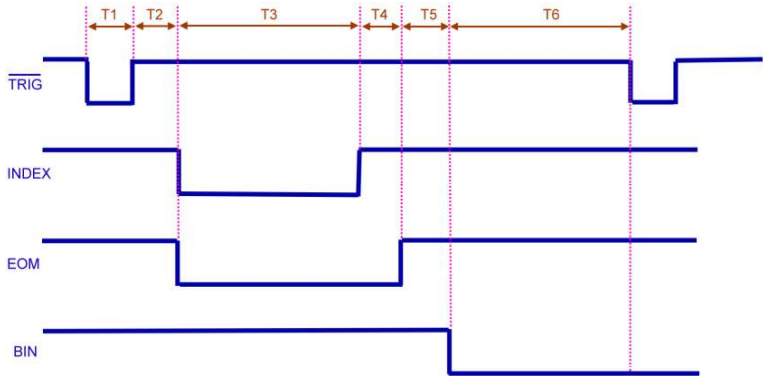 T1 T2 T3 T4 T5 T6
TRIG
INDEX
EOM
BIN